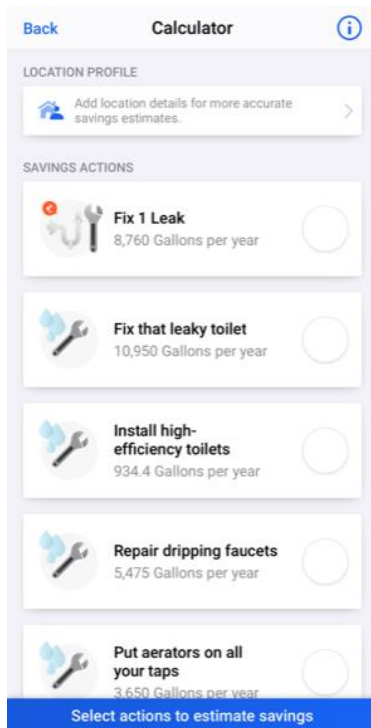 Back
Calculator
LOCATION PROFILE
Add location details for more accurate
savings estimates.
SAVINGS ACTIONS
Fix 1 Leak
8,760 Gallons per year
Fix that leaky toilet
10,950 Gallons per year
Install high-
efficiency toilets
934.4 Gallons per year
Repair dripping faucets
5,475 Gallons per year
Put aerators on all
your taps
3,650 Gallons per year
Select actions to estimate savings